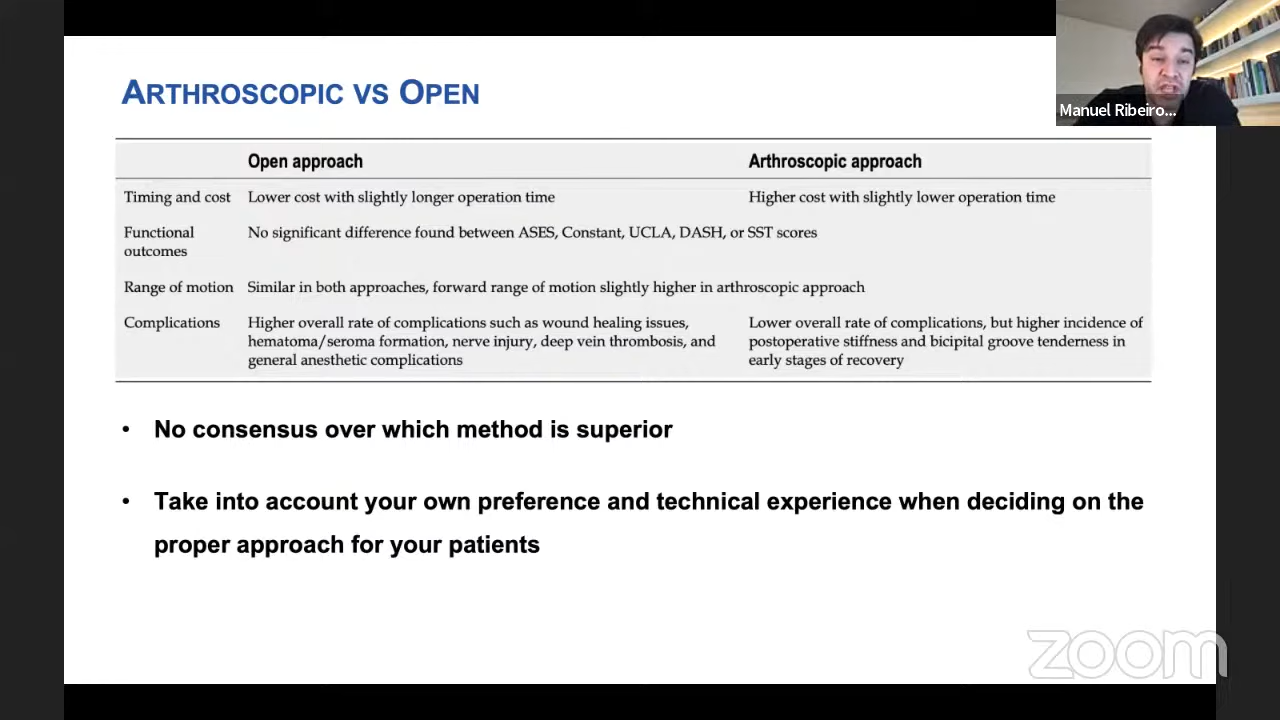 ARTHROSCOPIC VS OPEN
Manuel Ribeiro...
Open approach Arthroscopic approach
Timing and cost Lower cost with slightly longer operation time Higher cost with slightly lower operation time
Functional No significant difference found between ASES, Constant, UCLA, DASH, or SST scores
outcomes
Range of motion Similar in both approaches, forward range of motion slightly higher in arthroscopic approach
Complications Higher overall rate of complications such as wound healing issues, Lower overall rate of complications, but higher incidence of
hematoma/seroma formation, nerve injury, deep vein thrombosis, and postoperative stiffness and bicipital groove tenderness in
general anesthetic complications early stages of recovery
• No consensus over which method is superior
• Take into account your own preference and technical experience when deciding on the
proper approach for your patients
zoom